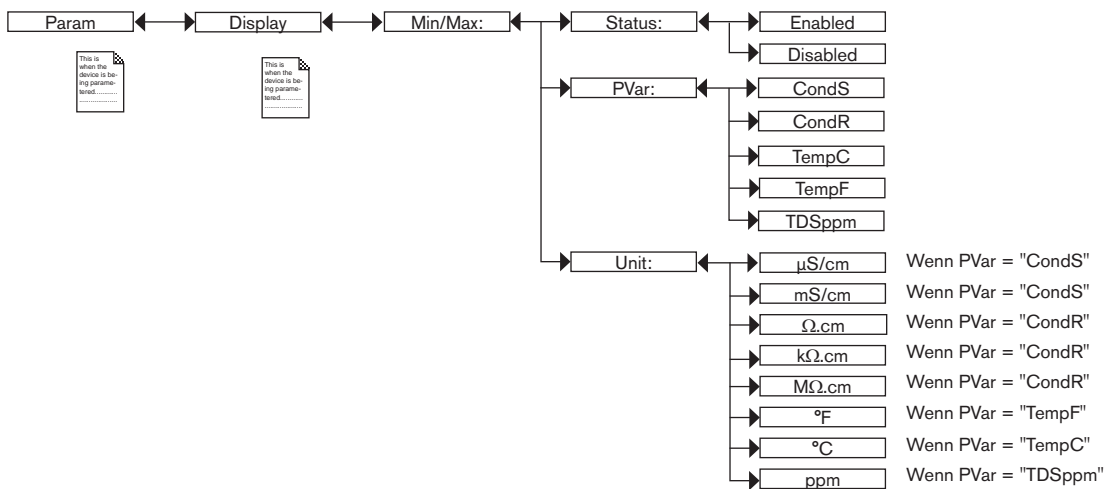 Param Display Min/Max: Status: Enabled
Disabled
This is
when the
device is be-
ing parame-
tered...........
.....................
This is
when the
device is be-
ing parame-
tered...........
.....................
PVar: CondS
CondR
TempC
TempF
TDSppm
Unit: µS/cm Wenn PVar = "CondS"
mS/cm Wenn PVar = "CondS"
Ω.cm Wenn PVar = "CondR"
kΩ.cm Wenn PVar = "CondR"
MΩ.cm Wenn PVar = "CondR"
°F Wenn PVar = "TempF"
°C Wenn PVar = "TempC"
ppm Wenn PVar = "TDSppm"